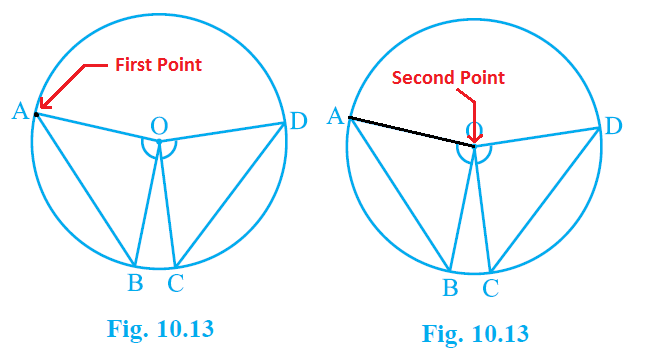 First Point
A
O
D
B C
Fig. 10.13
Second Point
A
O
D
B C
Fig. 10.13